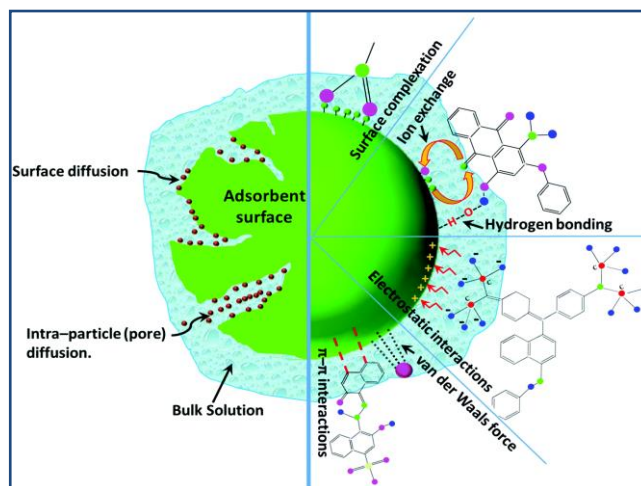 Surface complexation
Ion exchange
Surface diffusion
Adsorbent
surface
H
O
Hydrogen bonding
Electrostatic interactions
Intra–particle (pore)
diffusion.
van der Waals force
π–π interactions
Bulk Solution